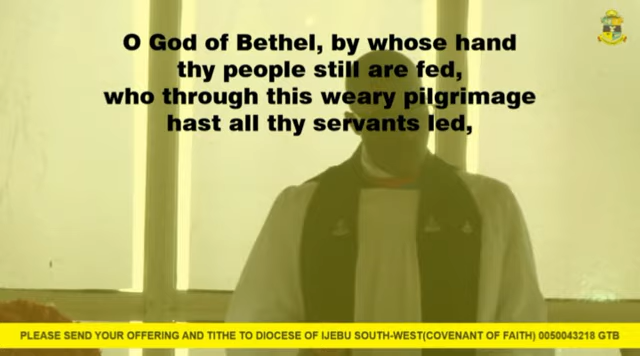 O God of Bethel, by whose hand
thy people still are fed,
who through this weary pilgrimage
hast all thy servants led,
PLEASE SEND YOUR OFFERING AND TITHE TO DIOCESE OF IJEBU SOUTH-WEST(COVENANT OF FAITH) 0050043218 GTB